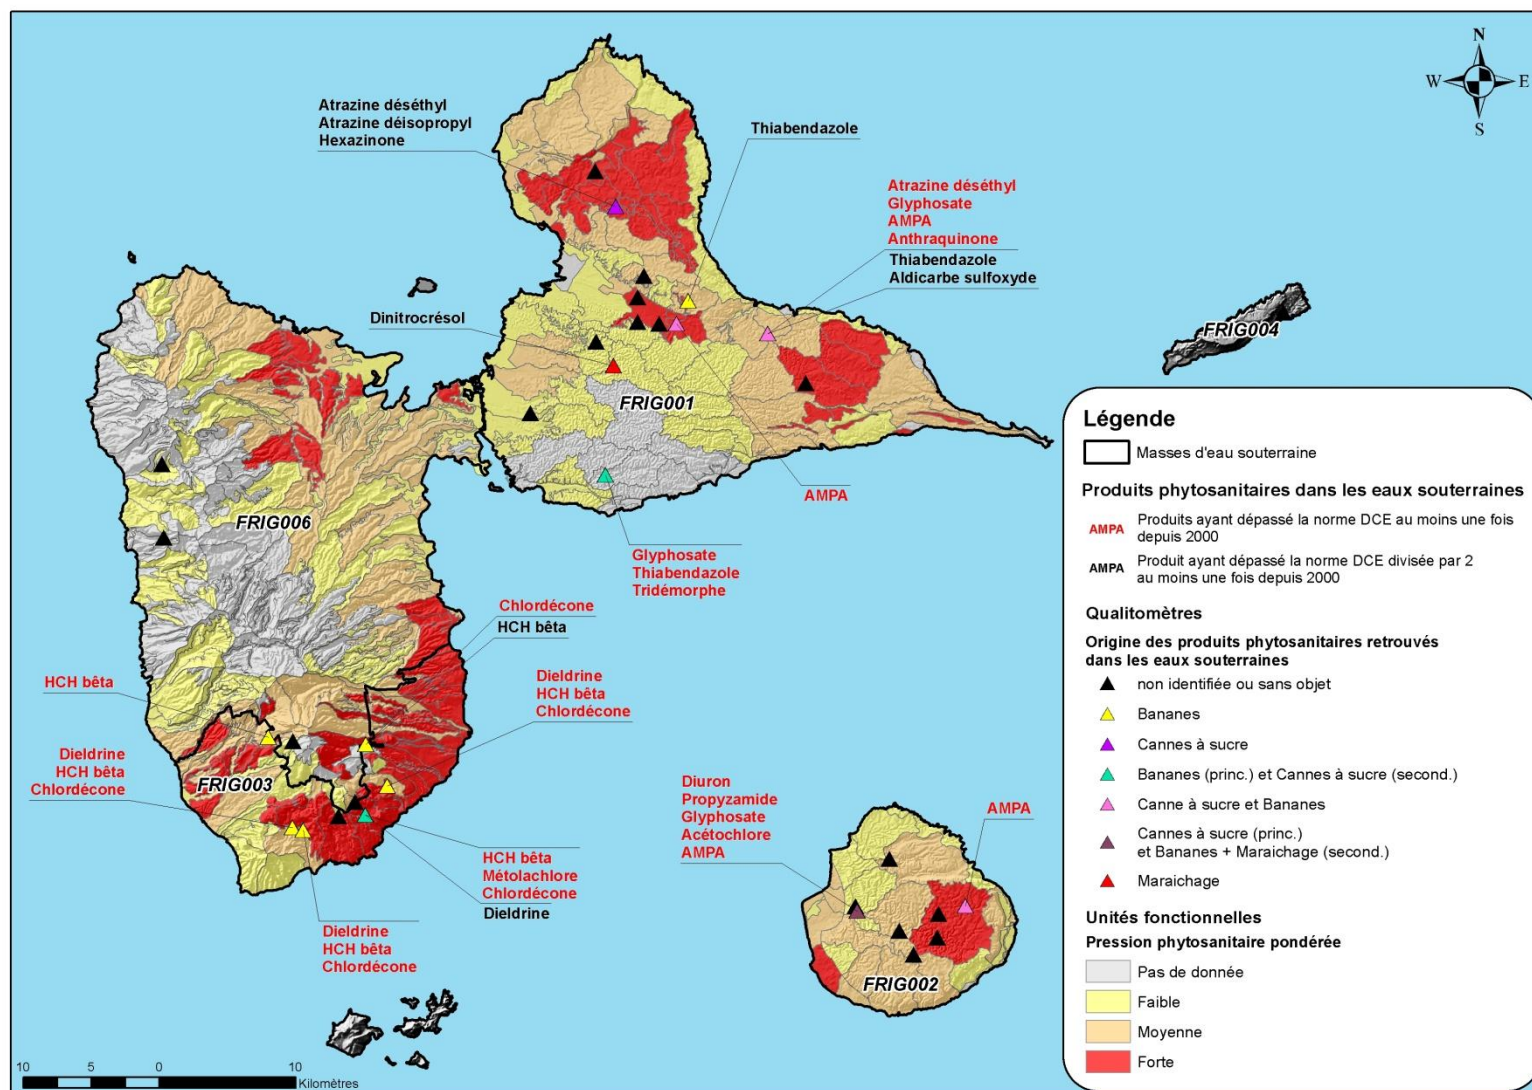 N
W
E
S
Atrazine déséthyl
Atrazine déisopropyl
Hexazinone
Thiabendazole
Atrazine déséthyl
Glyphosate
AMPA
Anthraquinone
Thiabendazole
Aldicarbe sulfoxyde
Dinitrocrésol
FRIG004
FRIG001
AMPA
FRIG006
Glyphosate
Thiabendazole
Tridémorphe
Chlordécone
HCH bêta
HCH bêta
Dieldrine
HCH bêta
Chlordécone
Dieldrine
HCH bêta
Chlordécone
FRIG003
Diuron
Propyzamide
Glyphosate
Acétochlore
AMPA
AMPA
HCH bêta
Métolachlore
Chlordécone
Dieldrine
Dieldrine
HCH bêta
Chlordécone
FRIG002
10 5 0 10
Kilomètres
Légende
Masses d'eau souterraine
Produits phytosanitaires dans les eaux souterraines
AMPA Produits ayant dépassé la norme DCE au moins une fois
depuis 2000
AMPA Produit ayant dépassé la norme DCE divisée par 2
au moins une fois depuis 2000
Qualitomètres
Origine des produits phytosanitaires retrouvés
dans les eaux souterraines
non identifiée ou sans objet
Bananes
Cannes à sucre
Bananes (princ.) et Cannes à sucre (second.)
Canne à sucre et Bananes
Cannes à sucre (princ.)
et Bananes + Maraichage (second.)
Maraichage
Unités fonctionnelles
Pression phytosanitaire pondérée
Pas de donnée
Faible
Moyenne
Forte